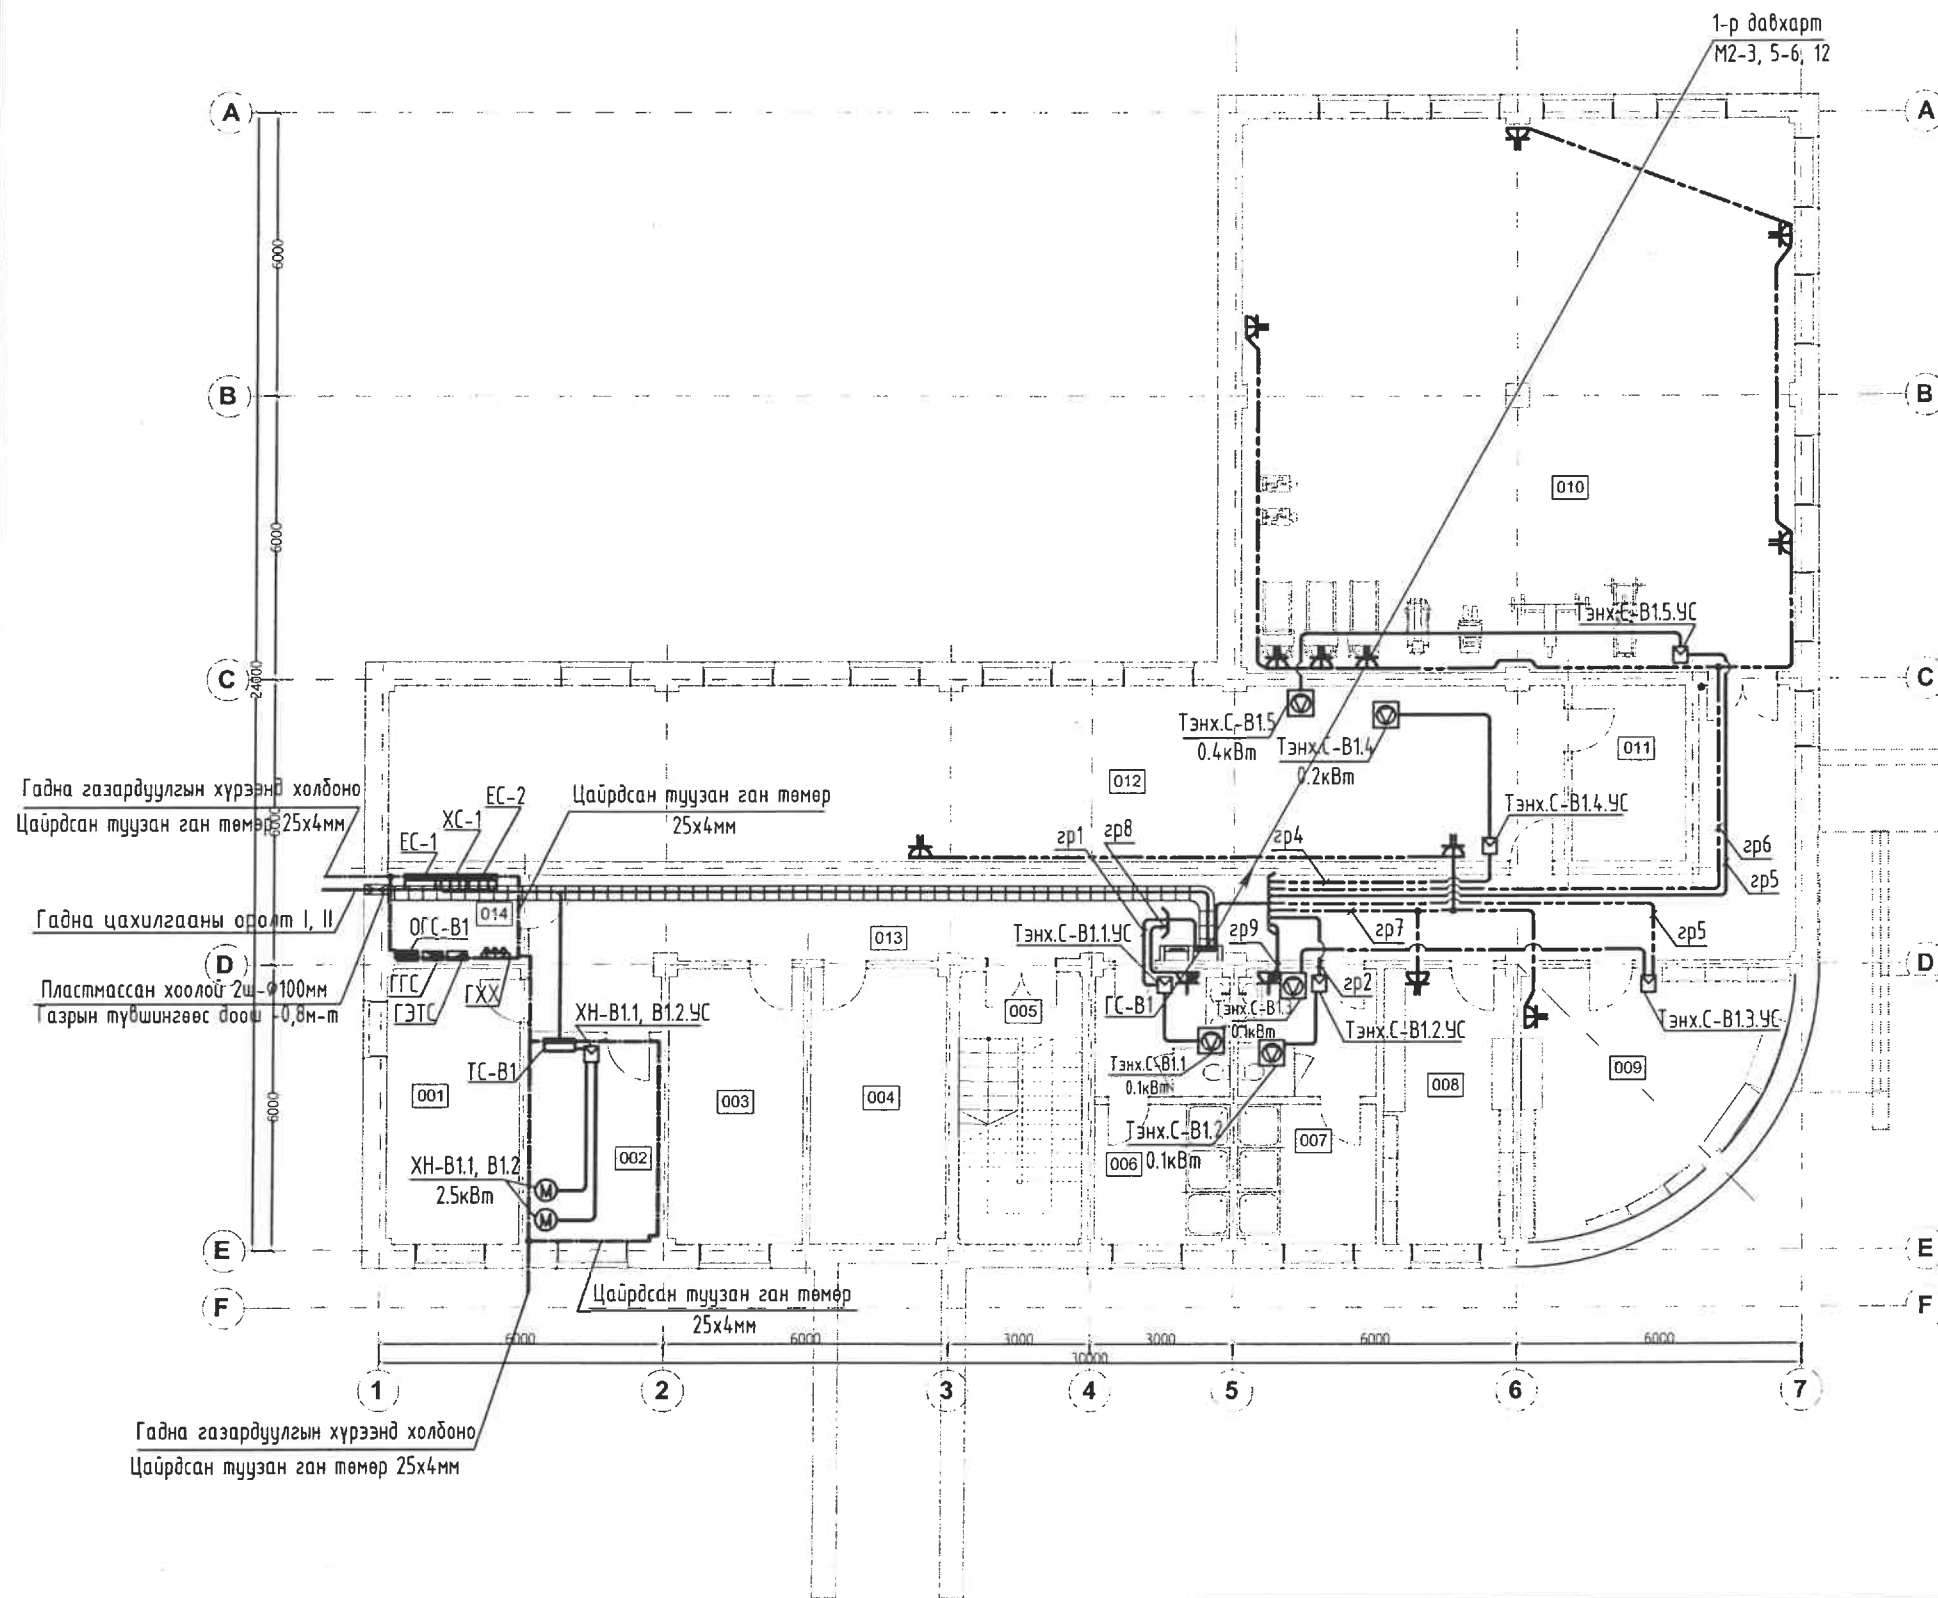 1-р давхарт
М2-3, 5-6, 12
A
A
6000
B
B
010
6000
Тэнх.С-В1.5.УС
C
C
24000
Тэнх.С-В1.5
0.4кВт
Тэнх.С-В1.4
0.2кВт
011
012
Гадна газардуулгын хүрээнд холбоно
Цайрдсан туузан ган төмөр 25х4мм
ЕС-2
ХС-1
ЕС-1
Цайрдсан туузан ган төмөр
25х4мм
Тэнх.С-В1.4.УС
гр1
гр8
гр4
гр6
гр5
Гадна цахилгааны оролт I, II
014
ОГС-В1
013
Тэнх.С-В1.1.УС
гр9
гр7
гр5
D
D
Пластмассан хоолой 2ш-ф100мм
Газрын түвшингөөс доош -0,8м-т
ГГС
ГЭТС
ГХХ
ХН-В1.1, В1.2.УС
005
ГС-В1
0.1кВт
гр2
Тэнх.С-В1.2.УС
Тэнх.С-В1.3.УС
ТС-В1
Тэнх.С-В1.1
0.1кВт
001
003
004
008
009
6000
Тэнх.С-В1.2
0.1кВт
007
002
006
ХН-В1.1, В1.2
2.5кВт
E
E
Цайрдсан туузан ган төмөр
25х4мм
F
F
6000
6000
3000
3000
6000
6000
30000
1
2
3
4
5
6
7
Гадна газардуулгын хүрээнд холбоно
Цайрдсан туузан ган төмөр 25х4мм